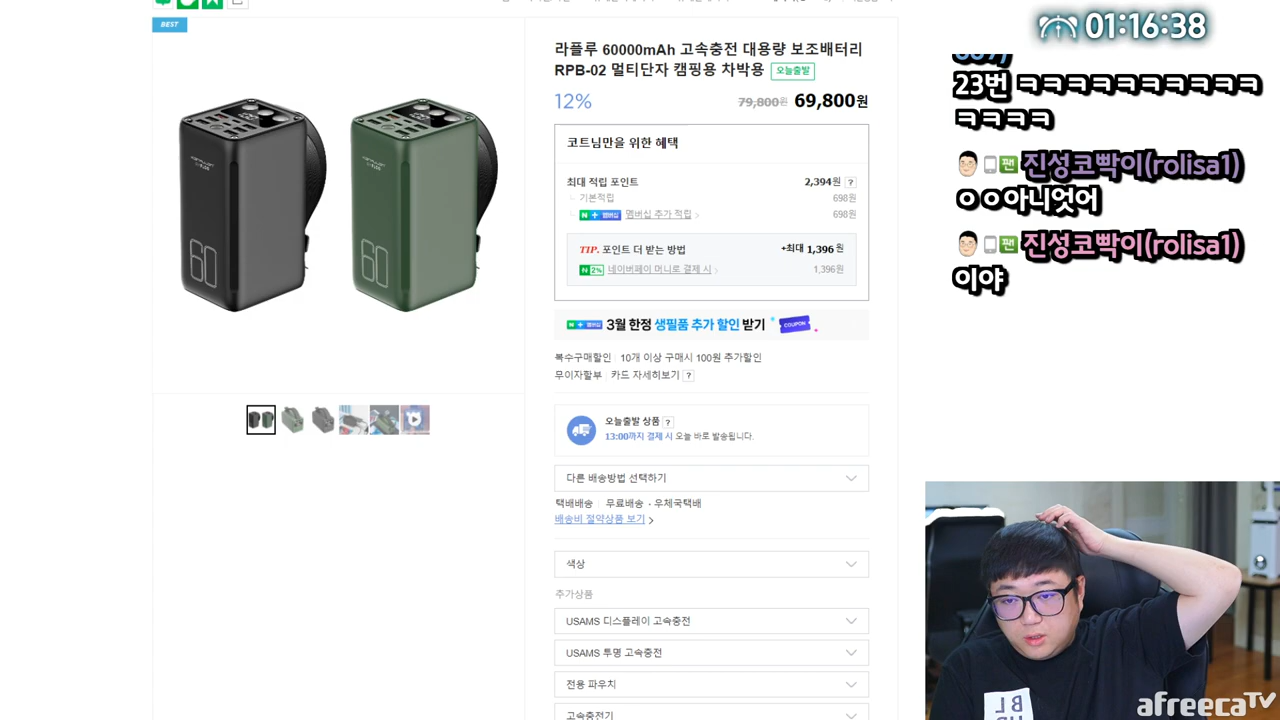 BEST
라플루 60000mAh 고속충전 대용량 보조배터리
RPB-02 멀티단자 캠핑용 차박용 오늘출발
12% 79,800원 69,800원
코트님만을 위한 혜택
최대 적립 포인트 2,394원 ?
기본적립 698원
N + 멤버십 멤버십 추가 적립 > 698원
TIP. 포인트 더 받는 방법 +최대 1,396원
N 2% 네이버페이 머니로 결제 시 > 1,396원
N + 멤버십 3월 한정 생필품 추가 할인 받기 COUPON
복수구매할인 10개 이상 구매시 100원 추가할인
무이자할부 카드 자세히보기 ?
오늘출발 상품 ?
13:00까지 결제 시 오늘 바로 발송됩니다.
다른 배송방법 선택하기
택배배송 무료배송 · 우체국택배
배송비 절약상품 보기 >
색상
추가상품
USAMS 디스플레이 고속충전
USAMS 투명 고속충전
전용 파우치
고속충전기
60
60
01:16:38
23번 ㅋㅋㅋㅋㅋㅋㅋㅋㅋㅋㅋ
ㅋㅋㅋㅋ
팬 진성코빡이(rolisa1)
ㅇㅇ아니엇어
팬 진성코빡이(rolisa1)
이야
BL
afreecaTV